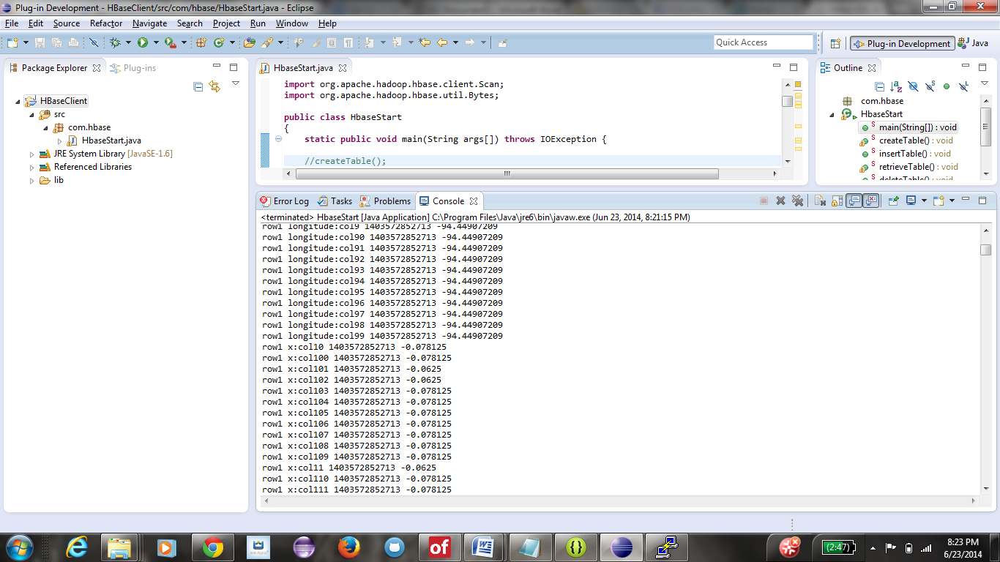 Plug-in Development - HBaseClient/src/com/hbase/HbaseStart.java - Eclipse
File Edit Source Refactor Navigate Search Project Run Window Help
Quick Access
Plug-in Development
Java
Package Explorer
Plug-ins
HBaseClient
src
com.hbase
HbaseStart.java
JRE System Library [JavaSE-1.6]
Referenced Libraries
lib
HbaseStart.java
import org.apache.hadoop.hbase.client.Scan;
import org.apache.hadoop.hbase.util.Bytes;
public class HbaseStart
{
static public void main(String args[]) throws IOException {
//createTable();
Outline
com.hbase
HbaseStart
main(String[]) : void
createTable() : void
insertTable() : void
retrieveTable() : void
deleteTable() : void
Error Log
Tasks
Problems
Console
<terminated> HbaseStart [Java Application] C:\Program Files\Java\jre6\bin\javaw.exe (Jun 23, 2014, 8:21:15 PM)
row1 longitude:col9 1403572852713 -94.44907209
row1 longitude:col90 1403572852713 -94.44907209
row1 longitude:col91 1403572852713 -94.44907209
row1 longitude:col92 1403572852713 -94.44907209
row1 longitude:col93 1403572852713 -94.44907209
row1 longitude:col94 1403572852713 -94.44907209
row1 longitude:col95 1403572852713 -94.44907209
row1 longitude:col96 1403572852713 -94.44907209
row1 longitude:col97 1403572852713 -94.44907209
row1 longitude:col98 1403572852713 -94.44907209
row1 longitude:col99 1403572852713 -94.44907209
row1 x:col10 1403572852713 -0.078125
row1 x:col100 1403572852713 -0.078125
row1 x:col101 1403572852713 -0.0625
row1 x:col102 1403572852713 -0.0625
row1 x:col103 1403572852713 -0.078125
row1 x:col104 1403572852713 -0.078125
row1 x:col105 1403572852713 -0.078125
row1 x:col106 1403572852713 -0.078125
row1 x:col107 1403572852713 -0.078125
row1 x:col108 1403572852713 -0.078125
row1 x:col109 1403572852713 -0.078125
row1 x:col11 1403572852713 -0.0625
row1 x:col110 1403572852713 -0.078125
row1 x:col111 1403572852713 -0.078125
of
(2:47)
8:23 PM
6/23/2014